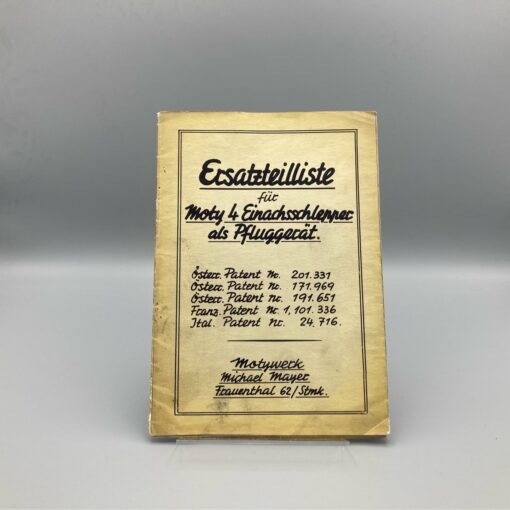 Ersatzteilliste
für
Moty 4 Einachsschlepper
als Pfluggerät.
Österr. Patent Nr. 201.331
Österr. Patent Nr. 171.969
Österr. Patent Nr. 191.651
Franz. Patent Nr. 1,101.336
Ital. Patent Nr. 24.716.
Motywerk
Michael Mayer
Frauenthal 62/Stmk.